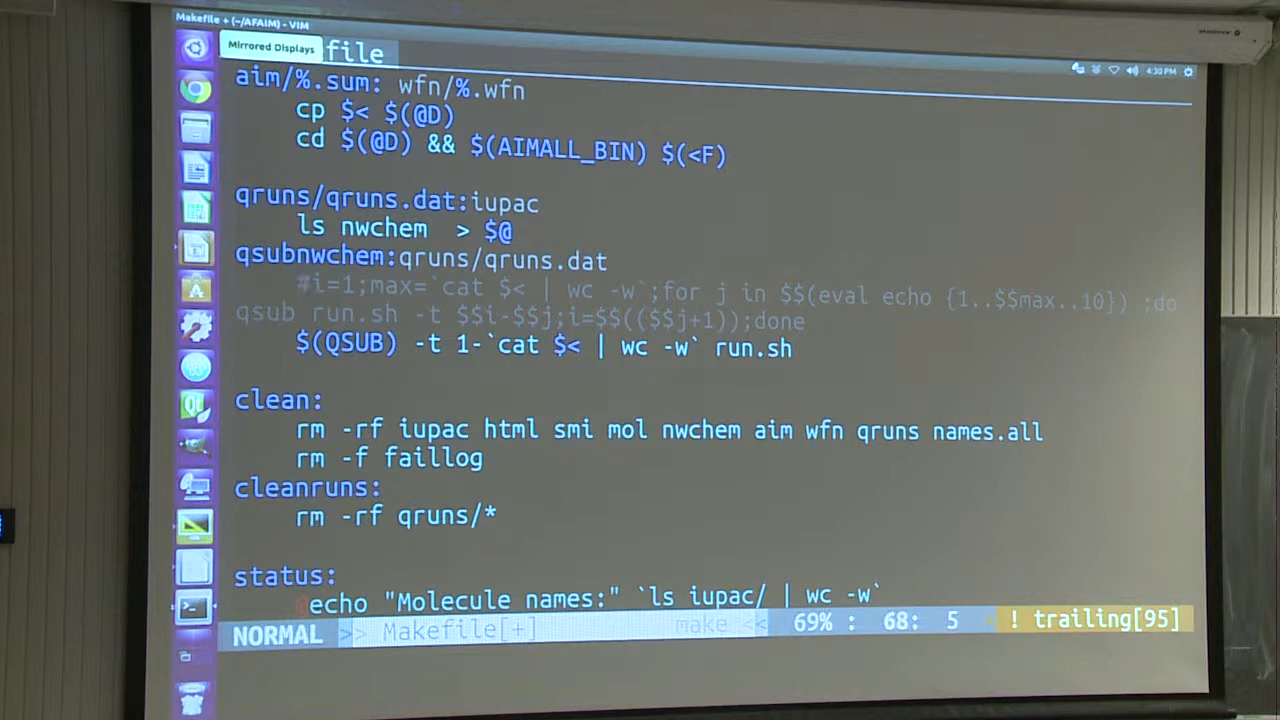 Makefile + (~/AFAIM) - VIM
Mirrored Displays
file
4:30 PM
aim/%.sum: wfn/%.wfn
cp $< $(@D)
cd $(@D) && $(AIMALL_BIN) $(<F)
qruns/qruns.dat:iupac
ls nwchem > $@
qsubnwchem:qruns/qruns.dat
#i=1;max=`cat $< | wc -w`;for j in $$(eval echo {1..$$max..10}) ;do
qsub run.sh -t $$i-$$j;i=$$(($$j+1));done
$(QSUB) -t 1-`cat $< | wc -w` run.sh
clean:
rm -rf iupac html smi mol nwchem aim wfn qruns names.all
rm -f faillog
cleanruns:
rm -rf qruns/*
status:
@echo "Molecule names:" `ls iupac/ | wc -w`
NORMAL >> Makefile[+] make << 69% : 68: 5 ! trailing[95]